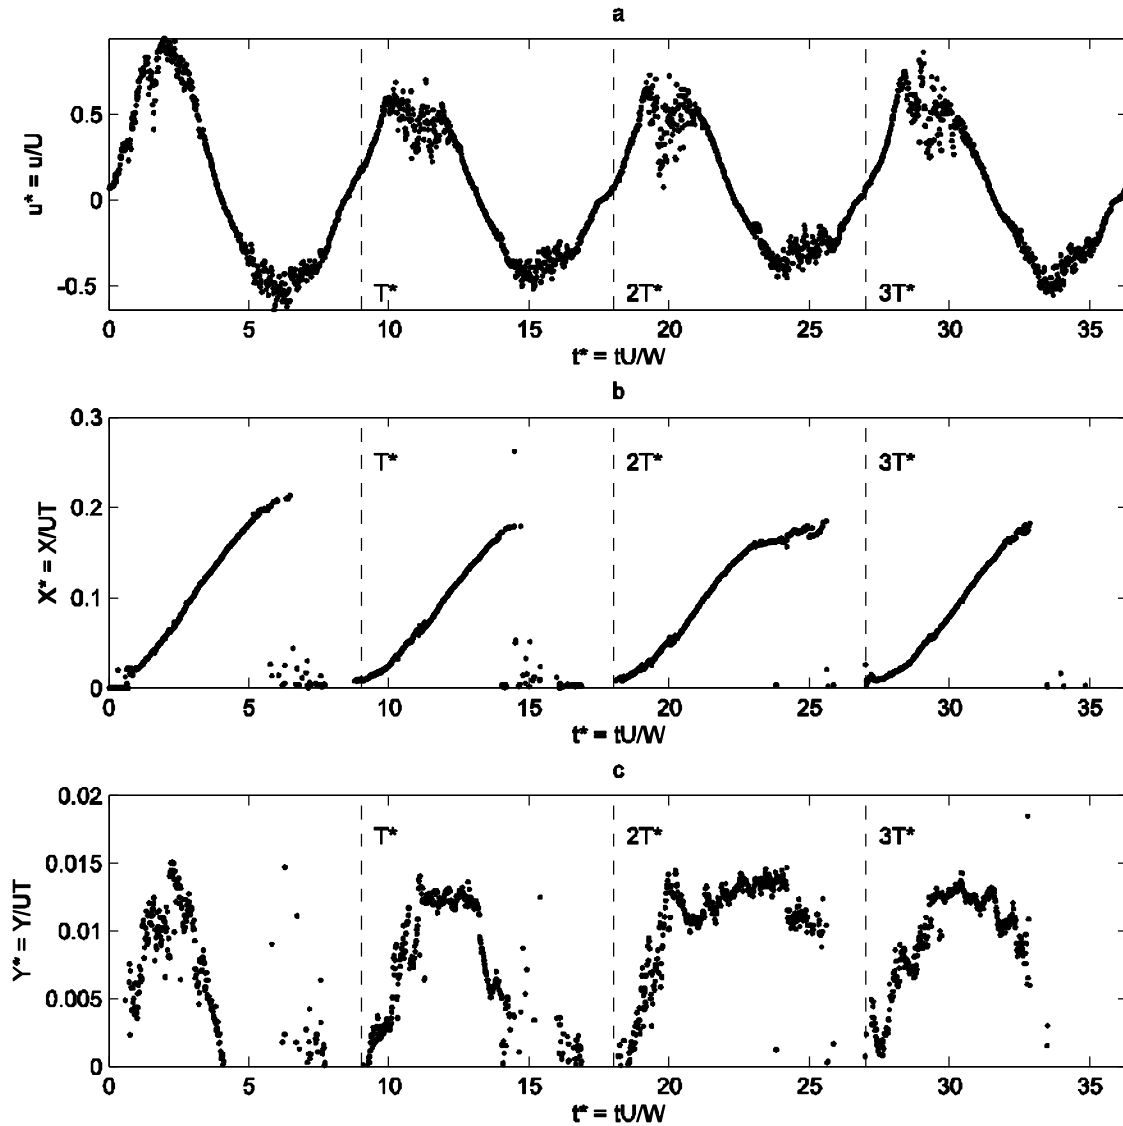 a
0.5
0
-0.5
u* = u/U
T*
2T*
3T*
0 5 10 15 20 25 30 35
t* = tU/W
b
0.3
0.2
0.1
0
X* = X/UT
T*
2T*
3T*
0 5 10 15 20 25 30 35
t* = tU/W
c
0.02
0.015
0.01
0.005
0
Y* = Y/UT
T*
2T*
3T*
0 5 10 15 20 25 30 35
t* = tU/W